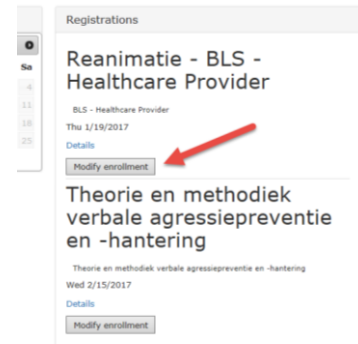 Registrations
Sa
4
11
18
25
Reanimatie - BLS -
Healthcare Provider
BLS - Healthcare Provider
Thu 1/19/2017
Details
Modify enrollment
Theorie en methodiek
verbale agressiepreventie
en -hantering
Theorie en methodiek verbale agressiepreventie en -hantering
Wed 2/15/2017
Details
Modify enrollment